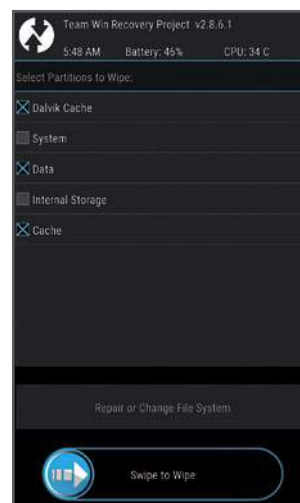 Team Win Recovery Project v2.8.6.1
5:48 AM Battery: 46% CPU: 34 C
Select Partitions to Wipe:
Dalvik Cache
System
Data
Internal Storage
Cache
Repair or Change File System
Swipe to Wipe